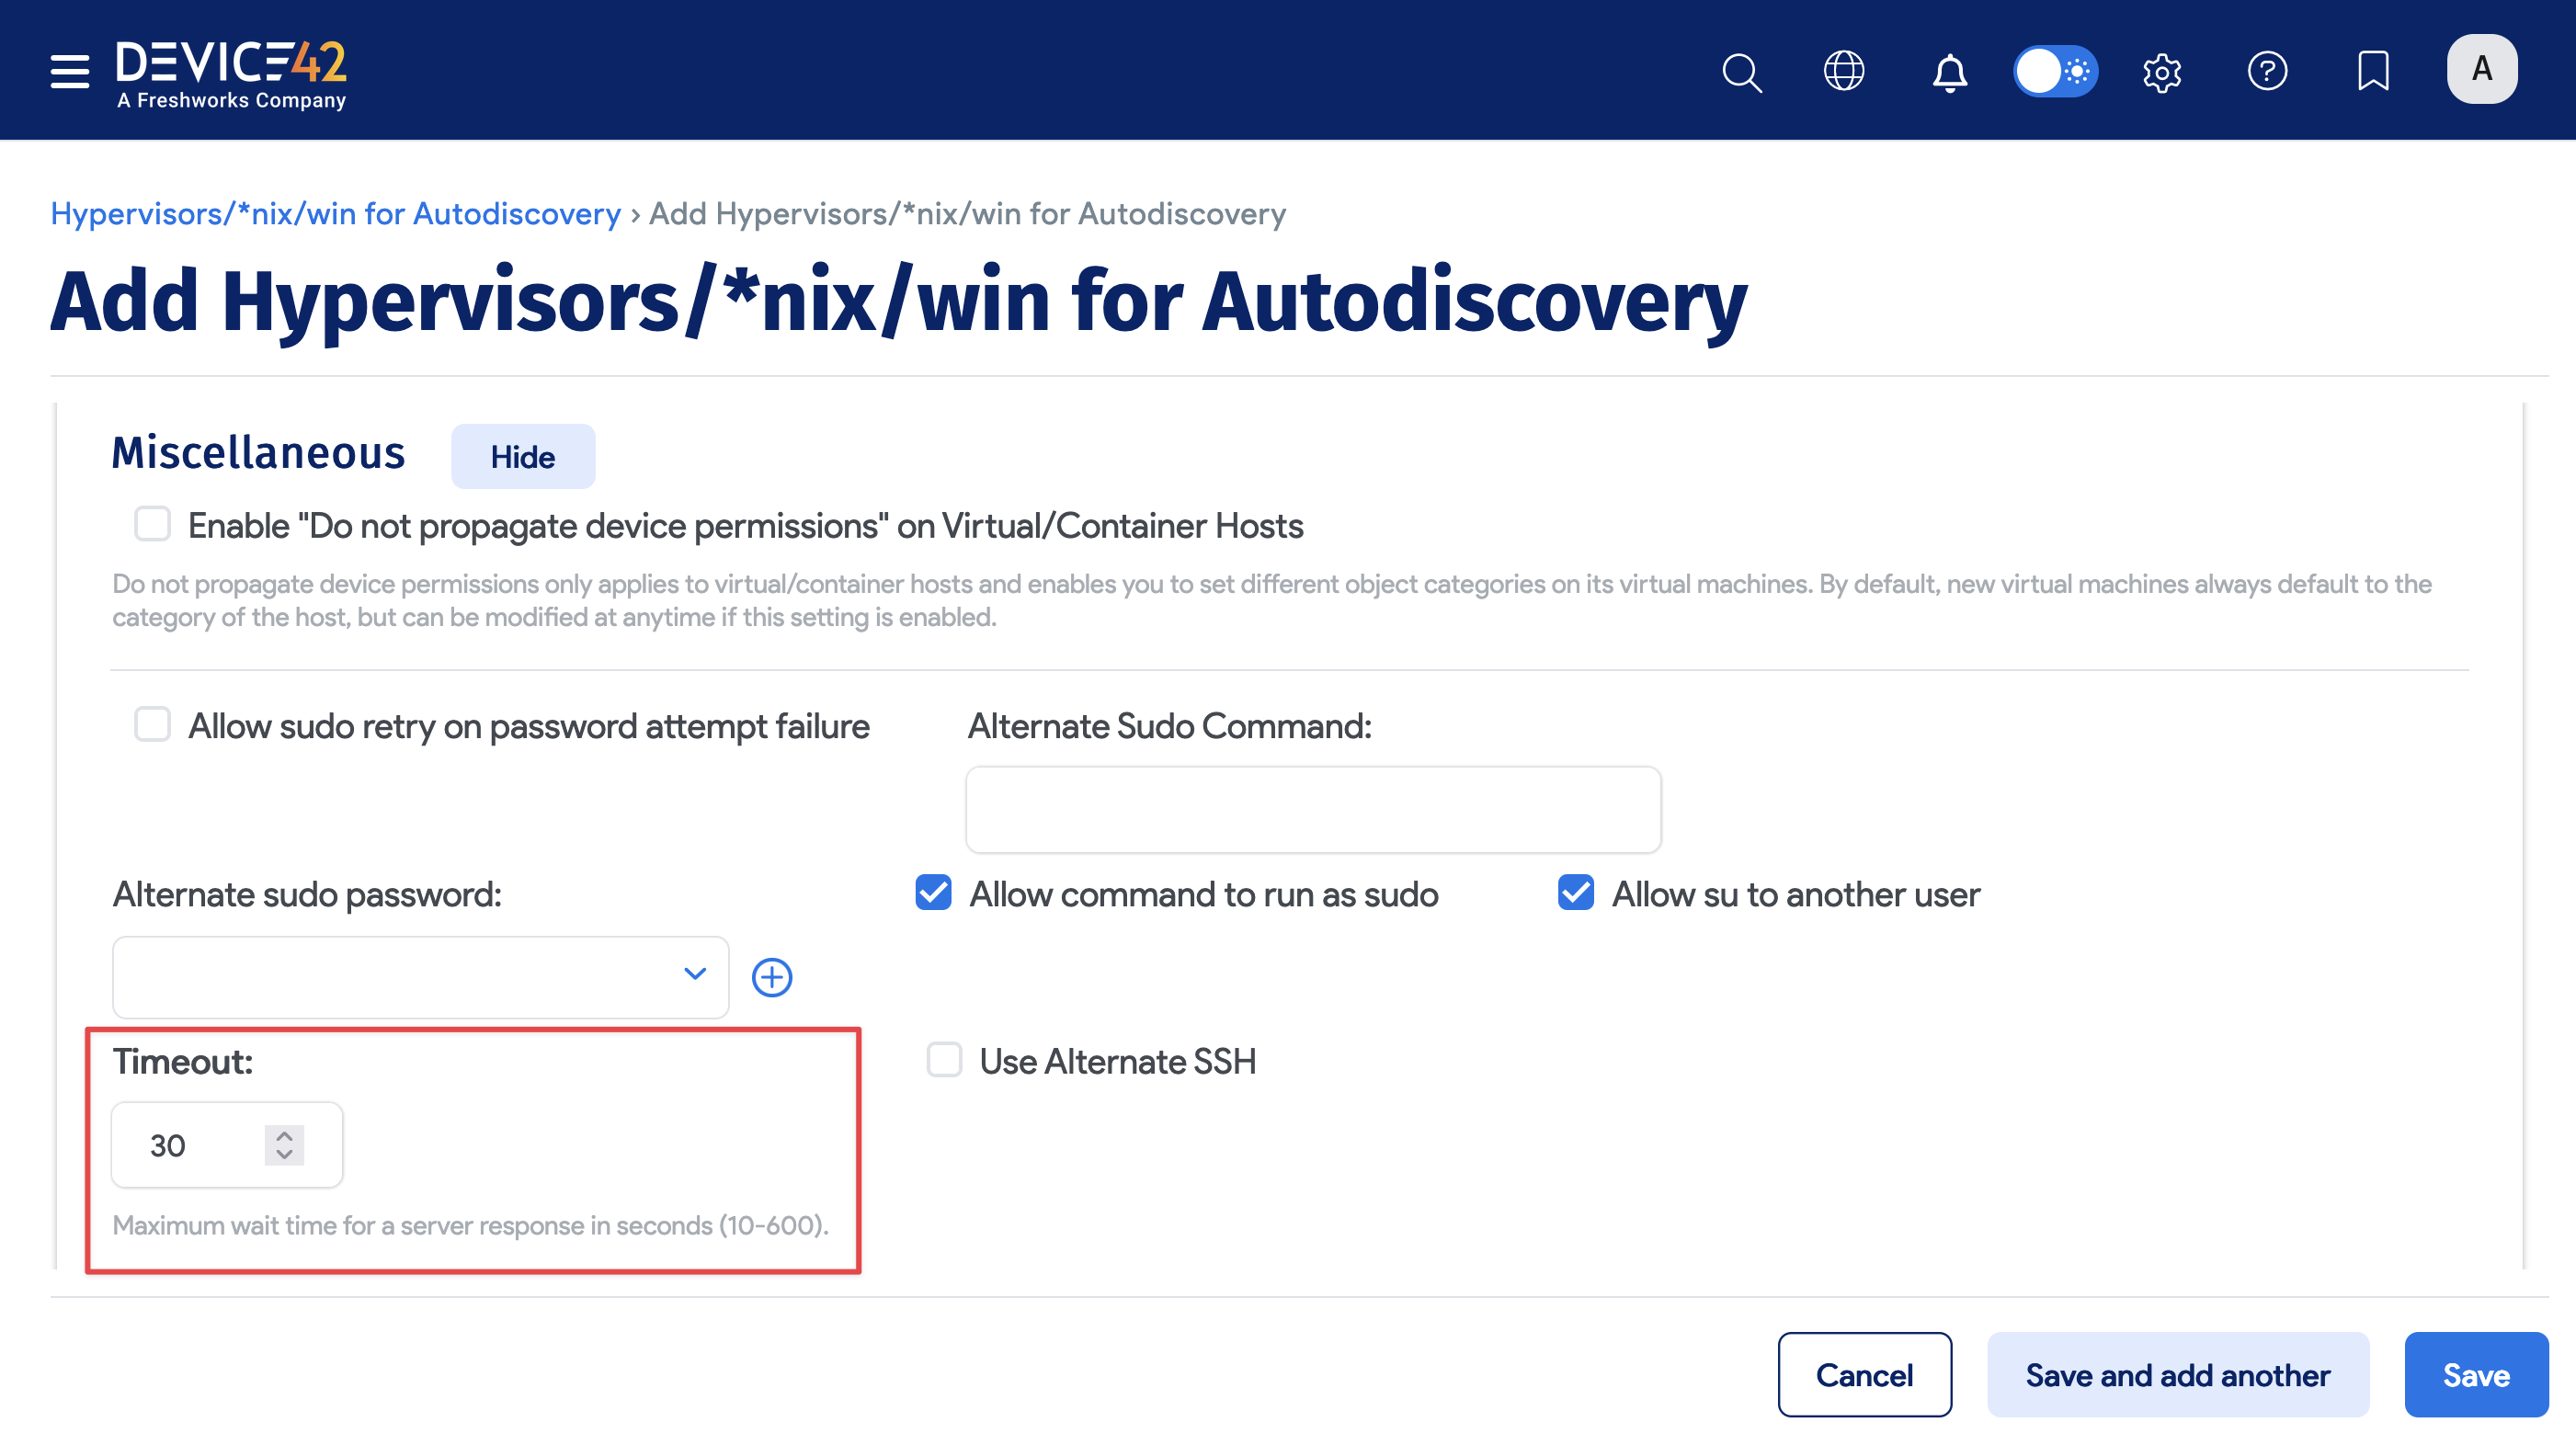 DEVICE42
A Freshworks Company
A
Hypervisors/*nix/win for Autodiscovery › Add Hypervisors/*nix/win for Autodiscovery
Add Hypervisors/*nix/win for Autodiscovery
Miscellaneous
Hide
Enable "Do not propagate device permissions" on Virtual/Container Hosts
Do not propagate device permissions only applies to virtual/container hosts and enables you to set different object categories on its virtual machines. By default, new virtual machines always default to the
category of the host, but can be modified at anytime if this setting is enabled.
Allow sudo retry on password attempt failure
Alternate Sudo Command:
Alternate sudo password:
Allow command to run as sudo
Allow su to another user
Timeout:
Use Alternate SSH
30
Maximum wait time for a server response in seconds (10-600).
Cancel
Save and add another
Save